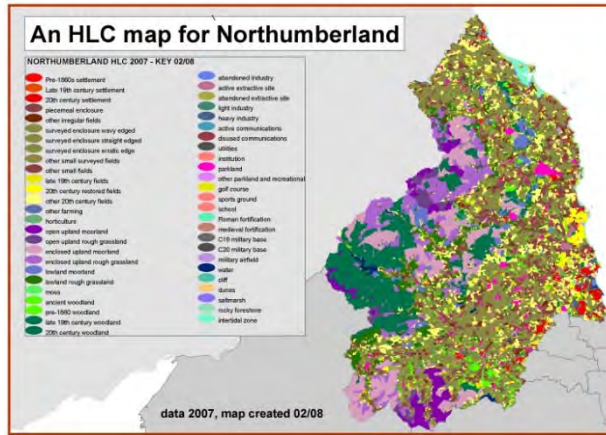 An HLC map for Northumberland
NORTHUMBERLAND HLC 2007 - KEY 02/08
Pre-1860s settlement
Late 19th century settlement
20th century settlement
piecemeal enclosure
other irregular fields
surveyed enclosure wavy edged
surveyed enclosure straight edged
surveyed enclosure erratic edge
other small surveyed fields
other small fields
late 19th century fields
20th century restored fields
other 20th century fields
other farming
horticulture
open upland moorland
open upland rough grassland
enclosed upland moorland
enclosed upland rough grassland
lowland moorland
lowland rough grassland
moss
ancient woodland
pre-1860 woodland
late 19th century woodland
20th century woodland
abandoned industry
active extractive site
abandoned extractive site
light industry
heavy industry
active communications
disused communications
utilities
institution
parkland
other parkland and recreational
golf course
sports ground
school
Roman fortification
medieval fortification
C19 military base
C20 military base
military airfield
water
cliff
dunes
saltmarsh
rocky foreshore
intertidal zone
data 2007, map created 02/08